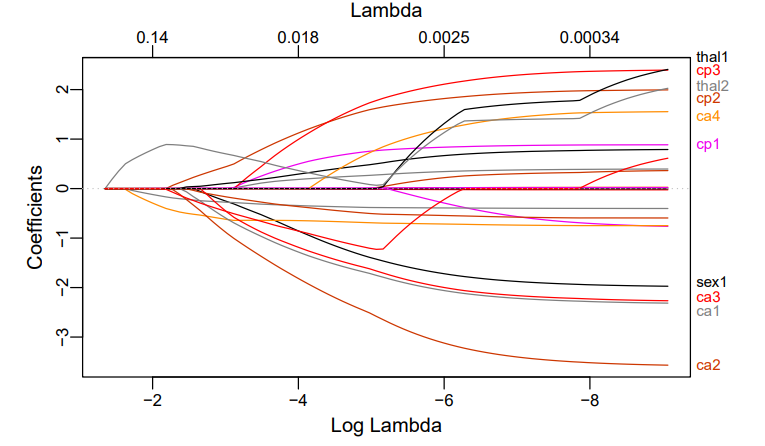 Lambda
0.14 0.018 0.0025 0.00034
thal1
cp3
thal2
cp2
ca4
cp1
sex1
ca3
ca1
ca2
2
1
0
−1
−2
−3
Coefficients
−2 −4 −6 −8
Log Lambda